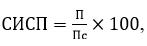 СИСП = П/Пс × 100,